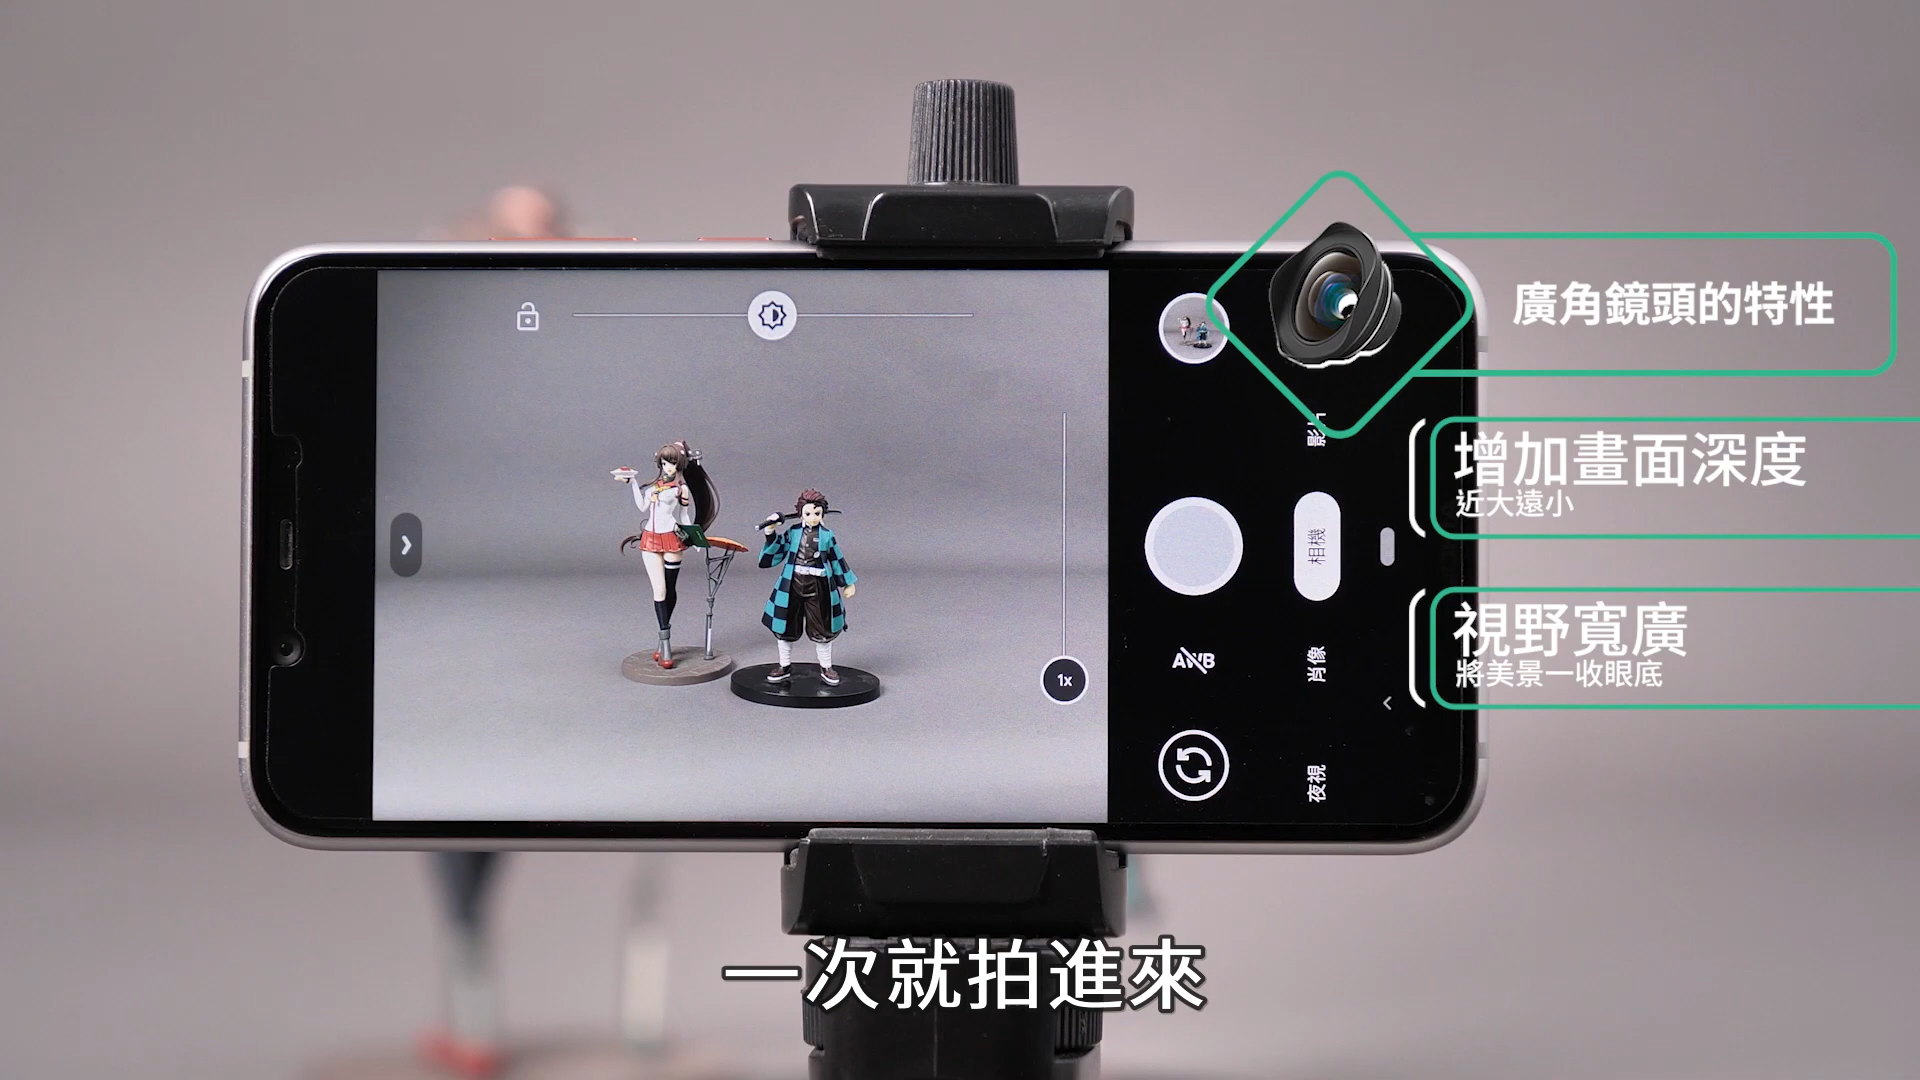 廣角鏡頭的特性
影片
增加畫面深度
近大遠小
相機
視野寬廣
將美景一收眼底
AWB
肖像
1x
夜視
一次就拍進來